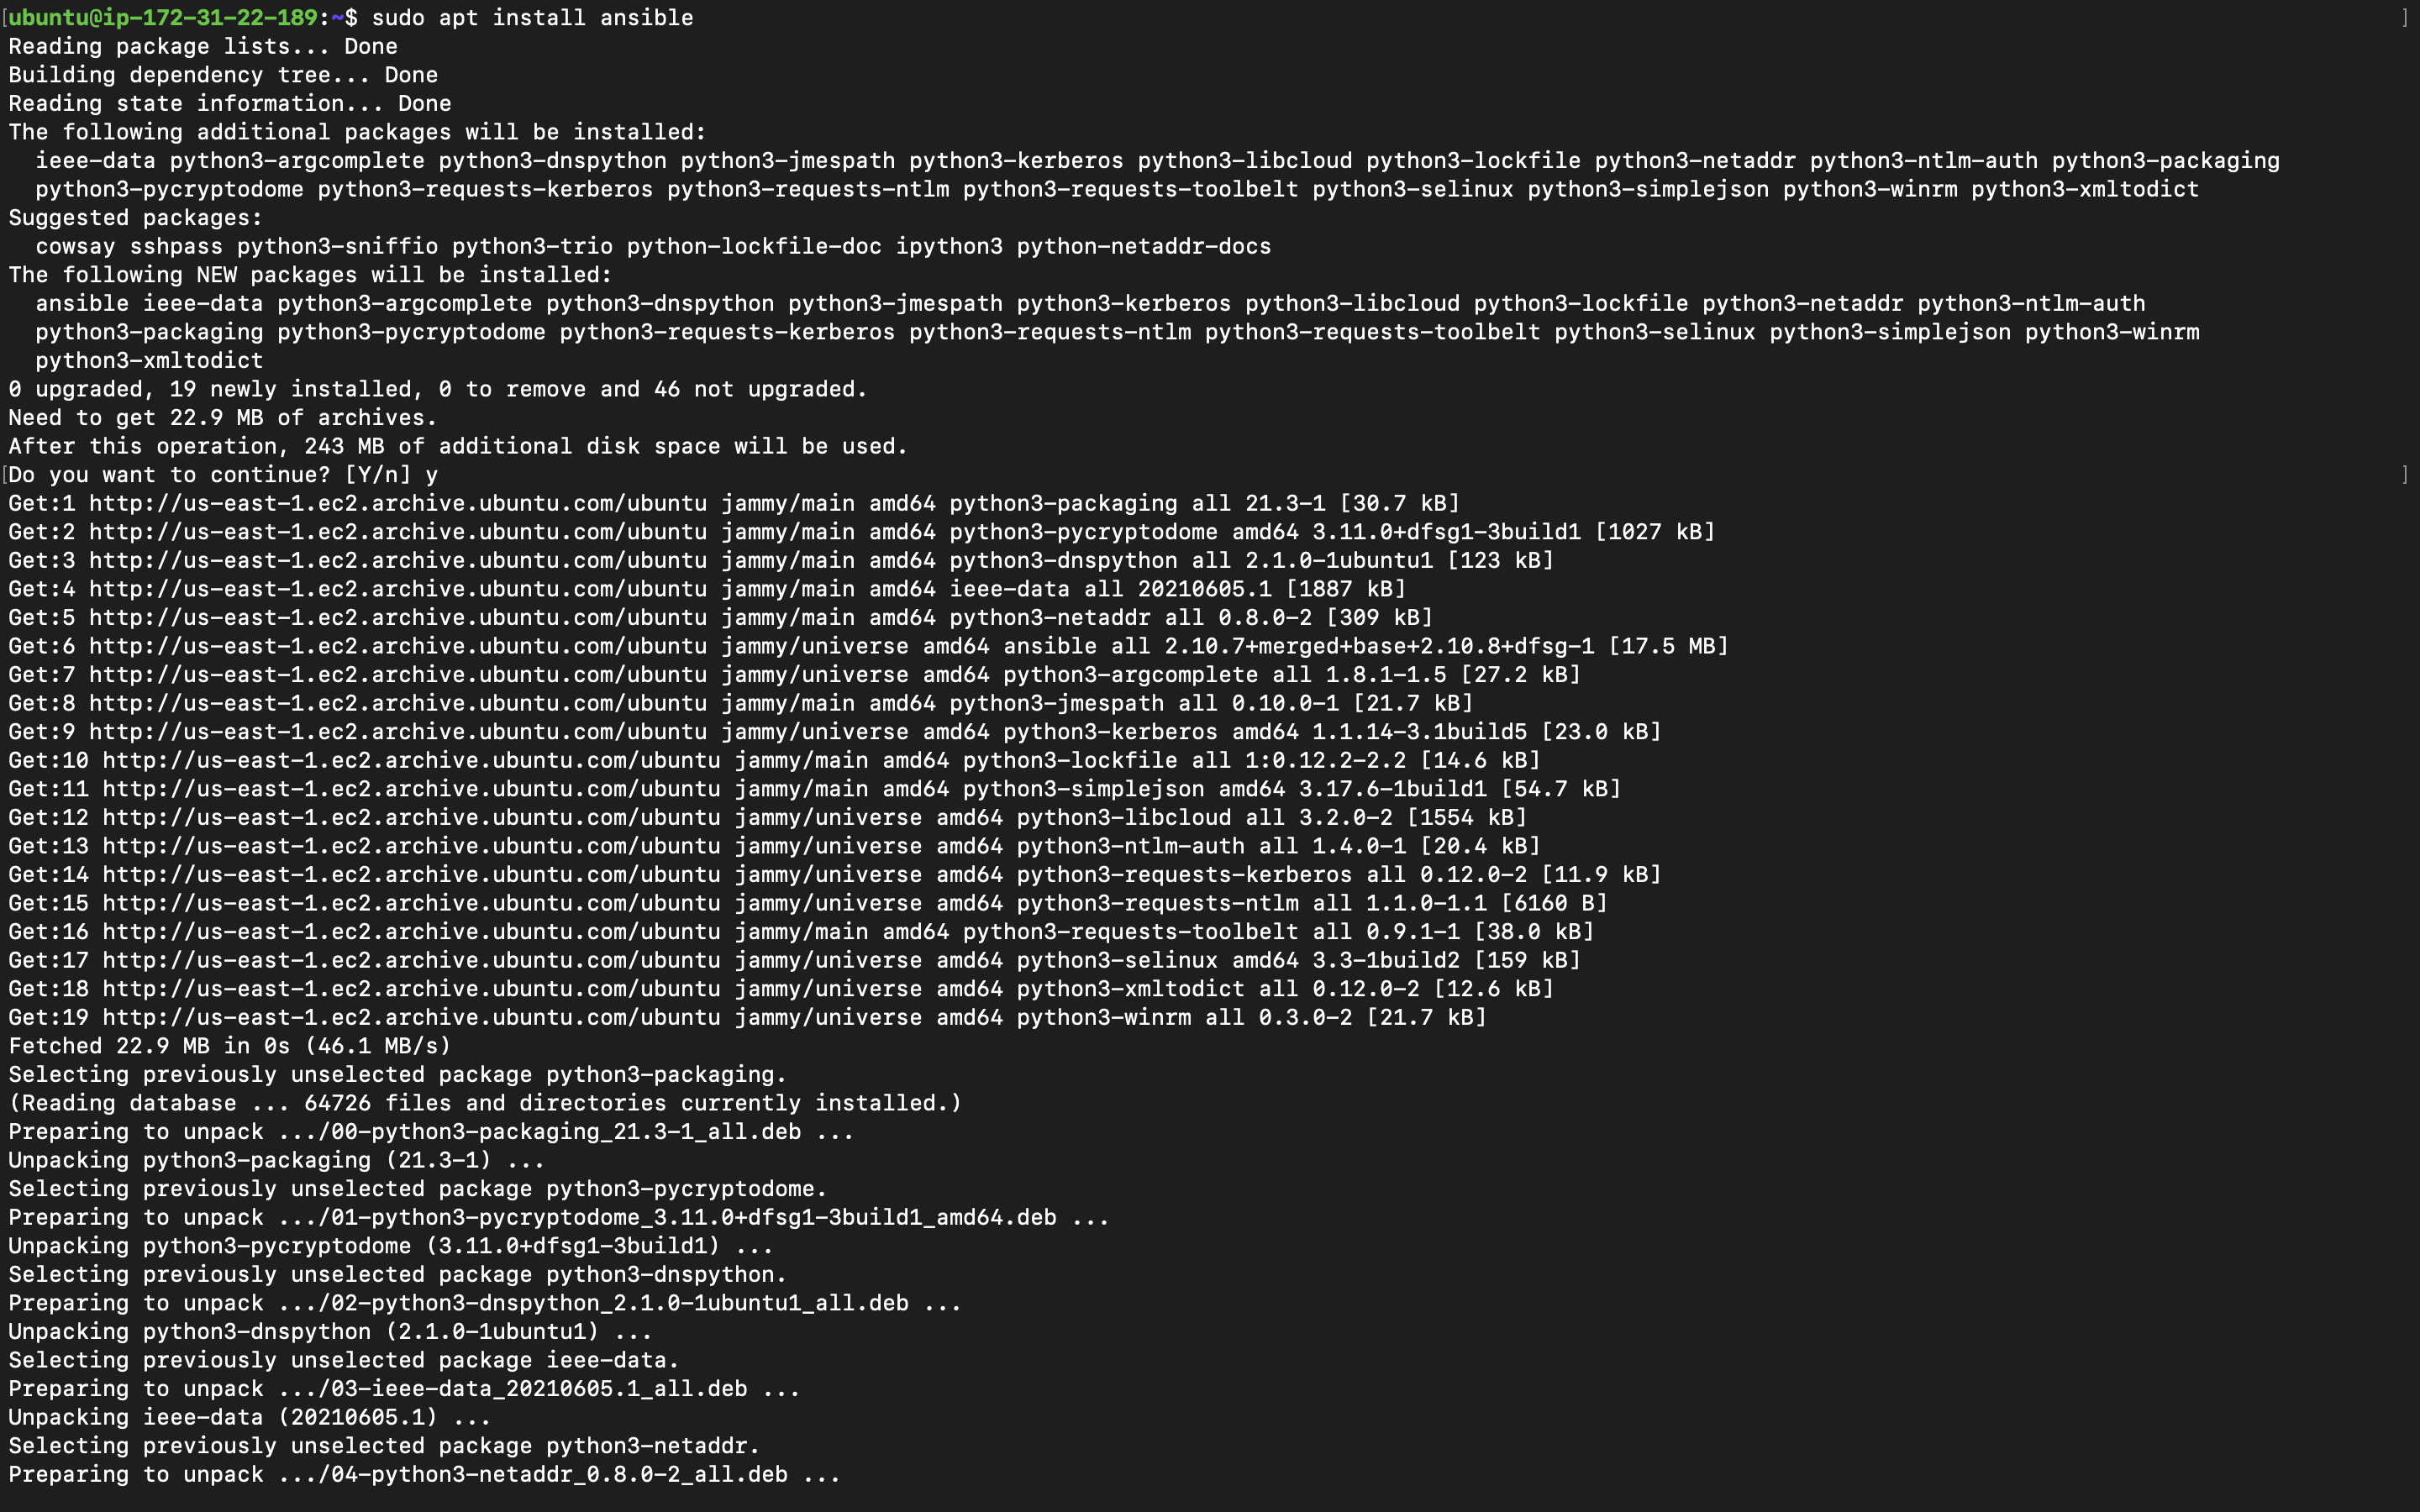 [ubuntu@ip-172-31-22-189:~$ sudo apt install ansible ]
Reading package lists... Done
Building dependency tree... Done
Reading state information... Done
The following additional packages will be installed:
  ieee-data python3-argcomplete python3-dnspython python3-jmespath python3-kerberos python3-libcloud python3-lockfile python3-netaddr python3-ntlm-auth python3-packaging
  python3-pycryptodome python3-requests-kerberos python3-requests-ntlm python3-requests-toolbelt python3-selinux python3-simplejson python3-winrm python3-xmltodict
Suggested packages:
  cowsay sshpass python3-sniffio python3-trio python-lockfile-doc ipython3 python-netaddr-docs
The following NEW packages will be installed:
  ansible ieee-data python3-argcomplete python3-dnspython python3-jmespath python3-kerberos python3-libcloud python3-lockfile python3-netaddr python3-ntlm-auth
  python3-packaging python3-pycryptodome python3-requests-kerberos python3-requests-ntlm python3-requests-toolbelt python3-selinux python3-simplejson python3-winrm
  python3-xmltodict
0 upgraded, 19 newly installed, 0 to remove and 46 not upgraded.
Need to get 22.9 MB of archives.
After this operation, 243 MB of additional disk space will be used.
[Do you want to continue? [Y/n] y ]
Get:1 http://us-east-1.ec2.archive.ubuntu.com/ubuntu jammy/main amd64 python3-packaging all 21.3-1 [30.7 kB]
Get:2 http://us-east-1.ec2.archive.ubuntu.com/ubuntu jammy/main amd64 python3-pycryptodome amd64 3.11.0+dfsg1-3build1 [1027 kB]
Get:3 http://us-east-1.ec2.archive.ubuntu.com/ubuntu jammy/main amd64 python3-dnspython all 2.1.0-1ubuntu1 [123 kB]
Get:4 http://us-east-1.ec2.archive.ubuntu.com/ubuntu jammy/main amd64 ieee-data all 20210605.1 [1887 kB]
Get:5 http://us-east-1.ec2.archive.ubuntu.com/ubuntu jammy/main amd64 python3-netaddr all 0.8.0-2 [309 kB]
Get:6 http://us-east-1.ec2.archive.ubuntu.com/ubuntu jammy/universe amd64 ansible all 2.10.7+merged+base+2.10.8+dfsg-1 [17.5 MB]
Get:7 http://us-east-1.ec2.archive.ubuntu.com/ubuntu jammy/universe amd64 python3-argcomplete all 1.8.1-1.5 [27.2 kB]
Get:8 http://us-east-1.ec2.archive.ubuntu.com/ubuntu jammy/main amd64 python3-jmespath all 0.10.0-1 [21.7 kB]
Get:9 http://us-east-1.ec2.archive.ubuntu.com/ubuntu jammy/universe amd64 python3-kerberos amd64 1.1.14-3.1build5 [23.0 kB]
Get:10 http://us-east-1.ec2.archive.ubuntu.com/ubuntu jammy/main amd64 python3-lockfile all 1:0.12.2-2.2 [14.6 kB]
Get:11 http://us-east-1.ec2.archive.ubuntu.com/ubuntu jammy/main amd64 python3-simplejson amd64 3.17.6-1build1 [54.7 kB]
Get:12 http://us-east-1.ec2.archive.ubuntu.com/ubuntu jammy/universe amd64 python3-libcloud all 3.2.0-2 [1554 kB]
Get:13 http://us-east-1.ec2.archive.ubuntu.com/ubuntu jammy/universe amd64 python3-ntlm-auth all 1.4.0-1 [20.4 kB]
Get:14 http://us-east-1.ec2.archive.ubuntu.com/ubuntu jammy/universe amd64 python3-requests-kerberos all 0.12.0-2 [11.9 kB]
Get:15 http://us-east-1.ec2.archive.ubuntu.com/ubuntu jammy/universe amd64 python3-requests-ntlm all 1.1.0-1.1 [6160 B]
Get:16 http://us-east-1.ec2.archive.ubuntu.com/ubuntu jammy/main amd64 python3-requests-toolbelt all 0.9.1-1 [38.0 kB]
Get:17 http://us-east-1.ec2.archive.ubuntu.com/ubuntu jammy/universe amd64 python3-selinux amd64 3.3-1build2 [159 kB]
Get:18 http://us-east-1.ec2.archive.ubuntu.com/ubuntu jammy/universe amd64 python3-xmltodict all 0.12.0-2 [12.6 kB]
Get:19 http://us-east-1.ec2.archive.ubuntu.com/ubuntu jammy/universe amd64 python3-winrm all 0.3.0-2 [21.7 kB]
Fetched 22.9 MB in 0s (46.1 MB/s)
Selecting previously unselected package python3-packaging.
(Reading database ... 64726 files and directories currently installed.)
Preparing to unpack .../00-python3-packaging_21.3-1_all.deb ...
Unpacking python3-packaging (21.3-1) ...
Selecting previously unselected package python3-pycryptodome.
Preparing to unpack .../01-python3-pycryptodome_3.11.0+dfsg1-3build1_amd64.deb ...
Unpacking python3-pycryptodome (3.11.0+dfsg1-3build1) ...
Selecting previously unselected package python3-dnspython.
Preparing to unpack .../02-python3-dnspython_2.1.0-1ubuntu1_all.deb ...
Unpacking python3-dnspython (2.1.0-1ubuntu1) ...
Selecting previously unselected package ieee-data.
Preparing to unpack .../03-ieee-data_20210605.1_all.deb ...
Unpacking ieee-data (20210605.1) ...
Selecting previously unselected package python3-netaddr.
Preparing to unpack .../04-python3-netaddr_0.8.0-2_all.deb ...